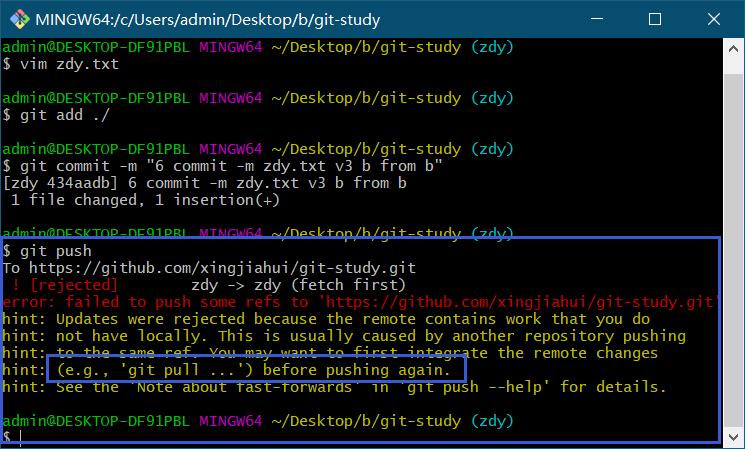 MINGW64:/c/Users/admin/Desktop/b/git-study
admin@DESKTOP-DF91PBL MINGW64 ~/Desktop/b/git-study (zdy)
$ vim zdy.txt
admin@DESKTOP-DF91PBL MINGW64 ~/Desktop/b/git-study (zdy)
$ git add ./
admin@DESKTOP-DF91PBL MINGW64 ~/Desktop/b/git-study (zdy)
$ git commit -m "6 commit -m zdy.txt v3 b from b"
[zdy 434aadb] 6 commit -m zdy.txt v3 b from b
 1 file changed, 1 insertion(+)
admin@DESKTOP-DF91PBL MINGW64 ~/Desktop/b/git-study (zdy)
$ git push
To https://github.com/xingjiahui/git-study.git
 ! [rejected]        zdy -> zdy (fetch first)
error: failed to push some refs to 'https://github.com/xingjiahui/git-study.git'
hint: Updates were rejected because the remote contains work that you do
hint: not have locally. This is usually caused by another repository pushing
hint: to the same ref. You may want to first integrate the remote changes
hint: (e.g., 'git pull ...') before pushing again.
hint: See the 'Note about fast-forwards' in 'git push --help' for details.
admin@DESKTOP-DF91PBL MINGW64 ~/Desktop/b/git-study (zdy)
$